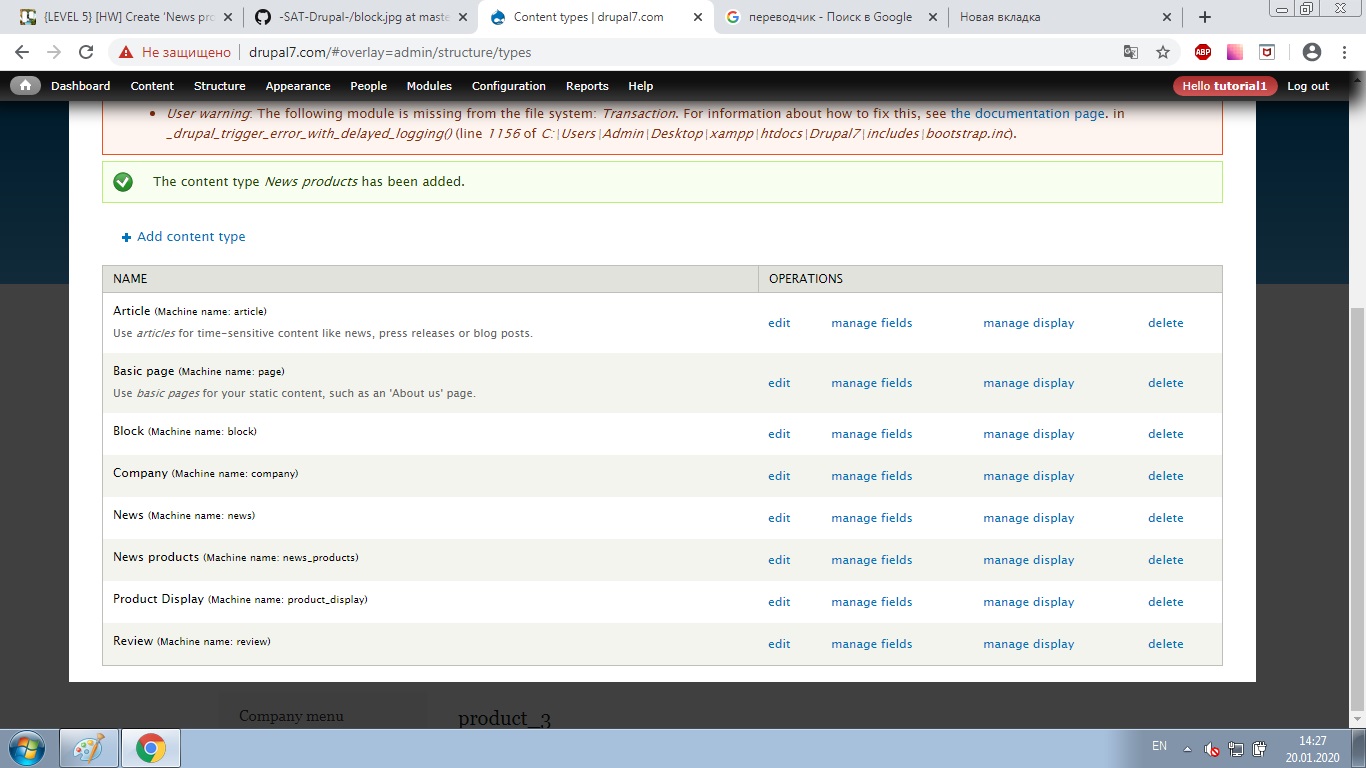 {LEVEL 5} [HW] Create 'News pro
-SAT-Drupal-/block.jpg at maste
Content types | drupal7.com
переводчик - Поиск в Google
Новая вкладка
Не защищено
drupal7.com/#overlay=admin/structure/types
ABP
Dashboard Content Structure Appearance People Modules Configuration Reports Help Hello tutorial1 Log out
User warning: The following module is missing from the file system: Transaction. For information about how to fix this, see the documentation page. in
_drupal_trigger_error_with_delayed_logging() (line 1156 of C:\Users\Admin\Desktop\xampp\htdocs\Drupal7\includes\bootstrap.inc).
The content type News products has been added.
Add content type
NAME OPERATIONS
Article (Machine name: article)
Use articles for time-sensitive content like news, press releases or blog posts.
edit manage fields manage display delete
Basic page (Machine name: page)
Use basic pages for your static content, such as an 'About us' page.
edit manage fields manage display delete
Block (Machine name: block) edit manage fields manage display delete
Company (Machine name: company) edit manage fields manage display delete
News (Machine name: news) edit manage fields manage display delete
News products (Machine name: news_products) edit manage fields manage display delete
Product Display (Machine name: product_display) edit manage fields manage display delete
Review (Machine name: review) edit manage fields manage display delete
Company menu
product_3
EN
14:27
20.01.2020